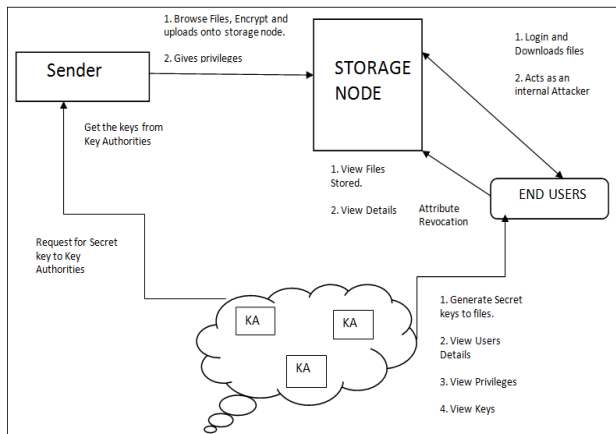 1. Browse Files, Encrypt and
uploads onto storage node.
2. Gives privileges
Sender
STORAGE
NODE
1. Login and
Downloads files
2. Acts as an
internal Attacker
Get the keys from
Key Authorities
1. View Files
Stored.
2. View Details
Attribute
Revocation
END USERS
Request for Secret
key to Key
Authorities
KA
KA
KA
1. Generate Secret
keys to files.
2. View Users
Details
3. View Privileges
4. View Keys